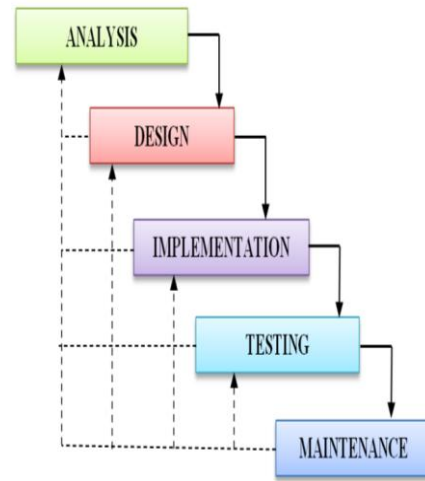 ANALYSIS
DESIGN
IMPLEMENTATION
TESTING
MAINTENANCE